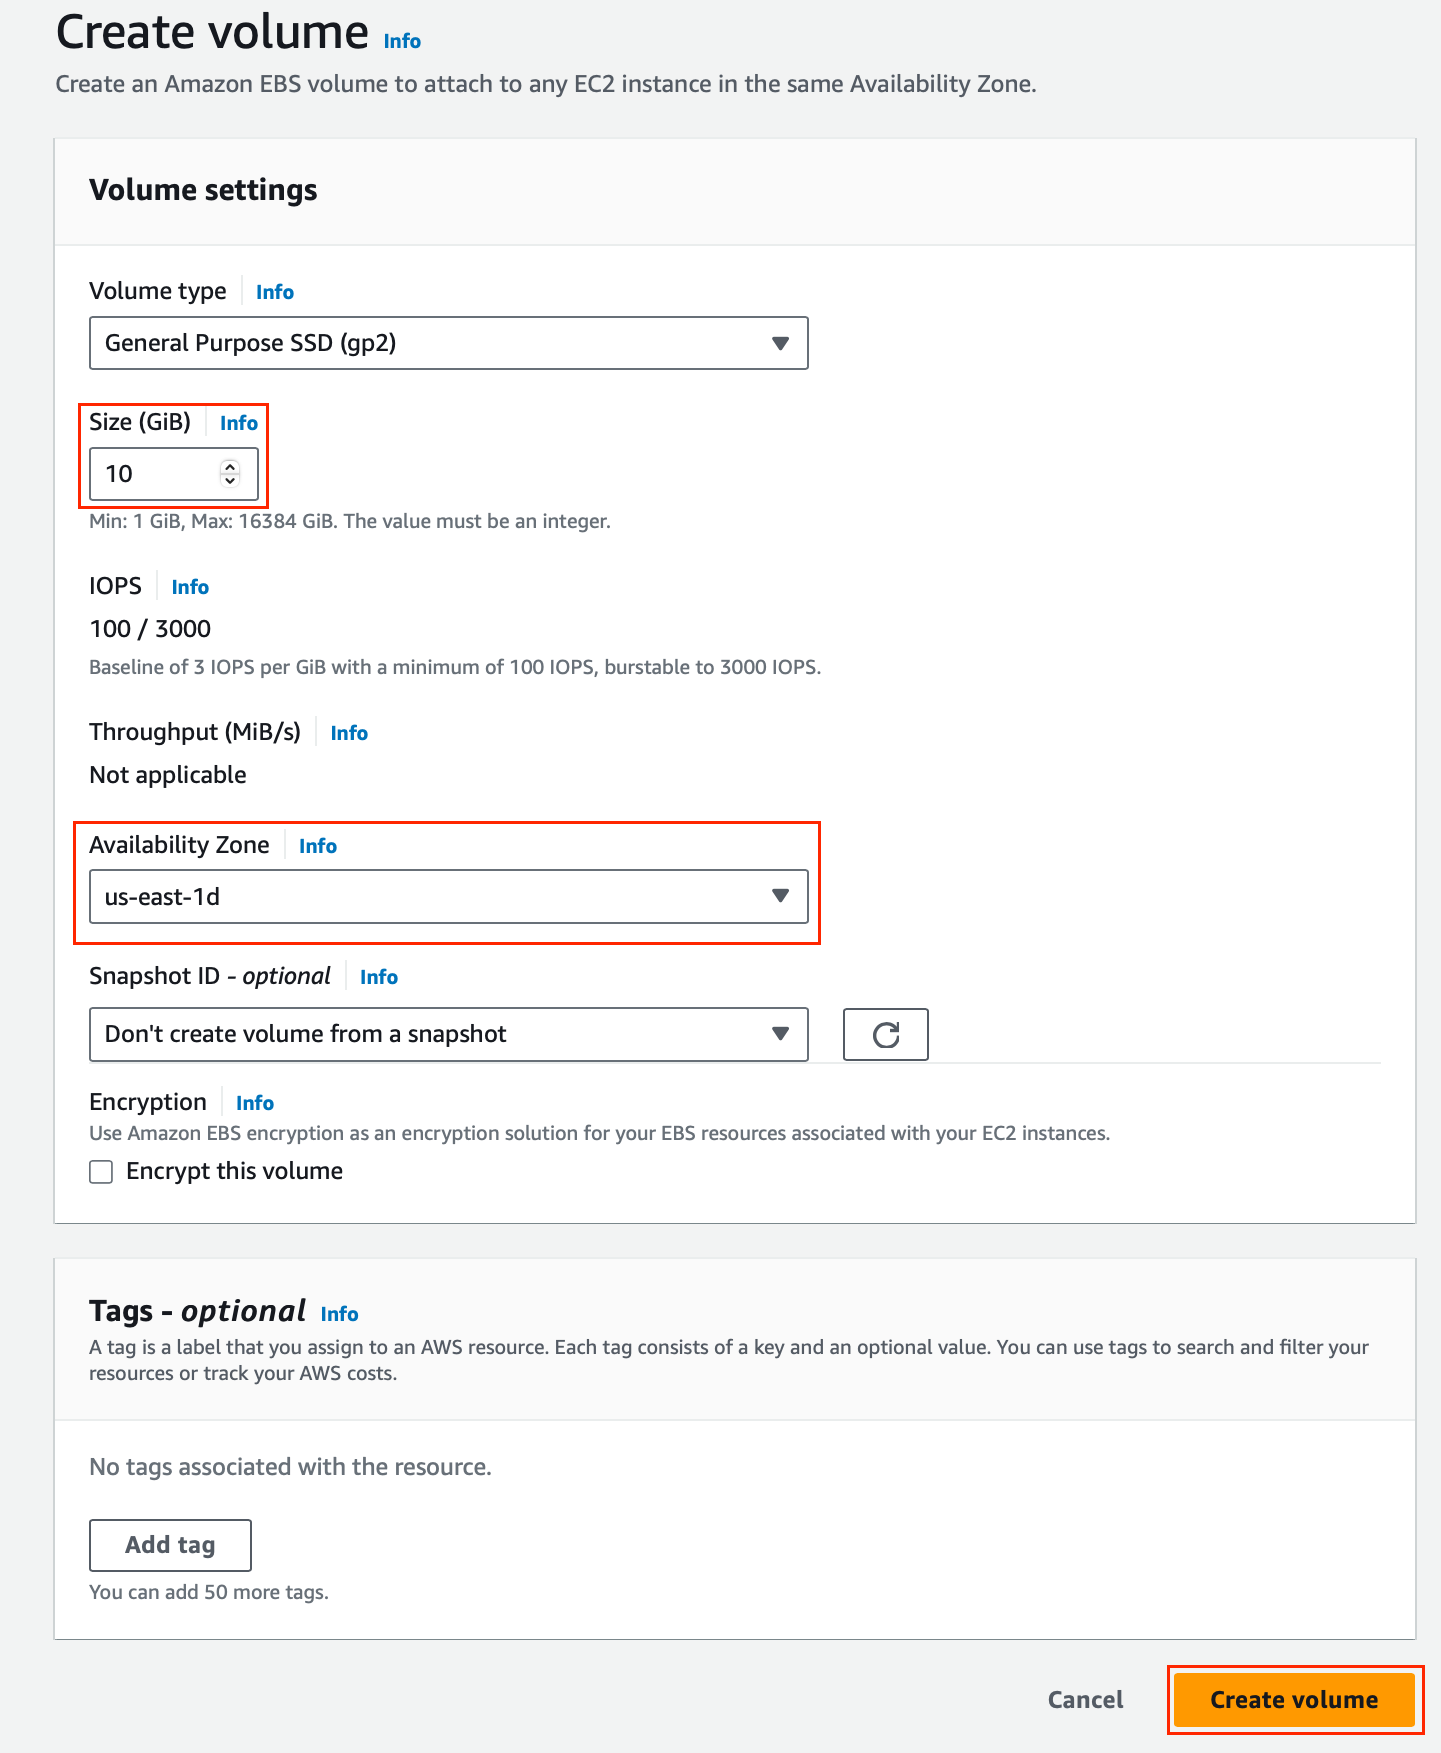 Create volume Info
Create an Amazon EBS volume to attach to any EC2 instance in the same Availability Zone.
Volume settings
Volume type Info
General Purpose SSD (gp2)
Size (GiB) Info
10
Min: 1 GiB, Max: 16384 GiB. The value must be an integer.
IOPS Info
100 / 3000
Baseline of 3 IOPS per GiB with a minimum of 100 IOPS, burstable to 3000 IOPS.
Throughput (MiB/s) Info
Not applicable
Availability Zone Info
us-east-1d
Snapshot ID - optional Info
Don't create volume from a snapshot
Encryption Info
Use Amazon EBS encryption as an encryption solution for your EBS resources associated with your EC2 instances.
Encrypt this volume
Tags - optional Info
A tag is a label that you assign to an AWS resource. Each tag consists of a key and an optional value. You can use tags to search and filter your
resources or track your AWS costs.
No tags associated with the resource.
Add tag
You can add 50 more tags.
Cancel Create volume